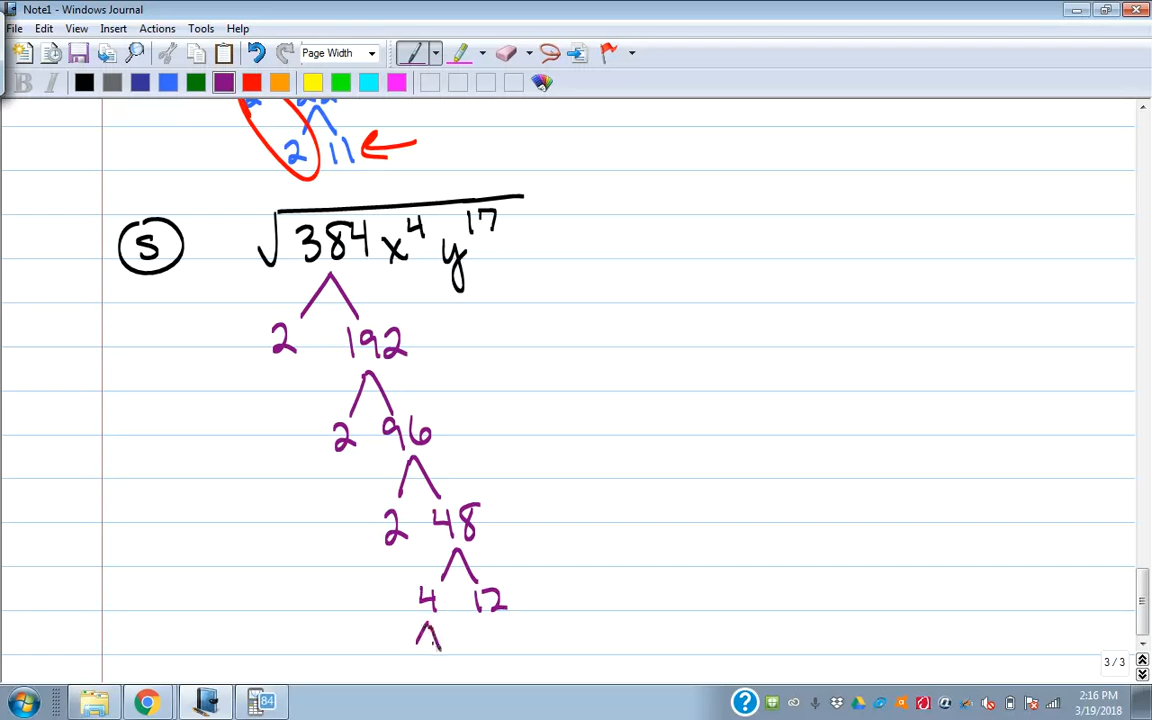 Note1 - Windows Journal
File Edit View Insert Actions Tools Help
Page Width
B I
2 11
5 √384x⁴y¹⁷
2 192
2 96
2 48
4 12
3 / 3
84
2:16 PM
3/19/2018